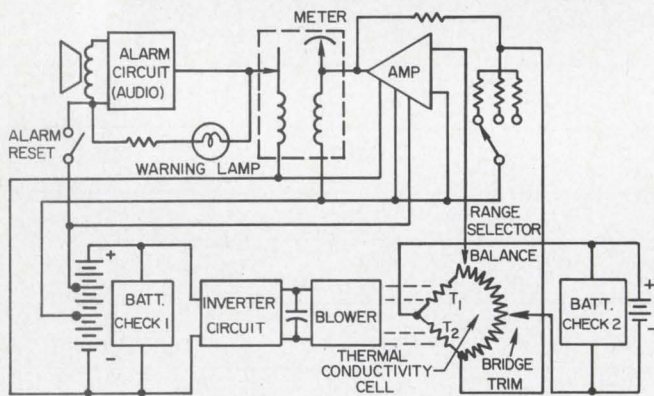 METER
ALARM
CIRCUIT
(AUDIO)
AMP
ALARM
RESET
WARNING LAMP
RANGE
SELECTOR
BALANCE
+
-
BATT.
CHECK 1
INVERTER
CIRCUIT
BLOWER
T1
T2
THERMAL
CONDUCTIVITY
CELL
BRIDGE
TRIM
BATT.
CHECK 2
+
-